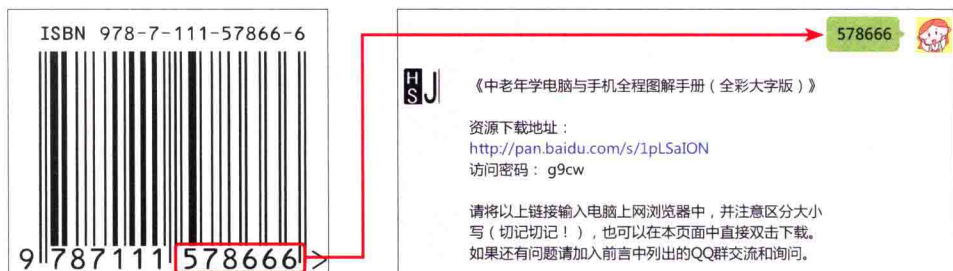 ISBN 978-7-111-57866-6
9 787111 578666 >
578666
HSJ
《中老年学电脑与手机全程图解手册(全彩大字版)》
资源下载地址:
http://pan.baidu.com/s/1pLSaION
访问密码: g9cw
请将以上链接输入电脑上网浏览器中,并注意区分大小
写(切记切记!),也可以在本页面中直接双击下载。
如果还有问题请加入前言中列出的QQ群交流和询问。